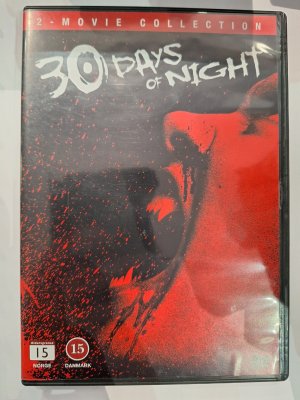 2-MOVIE COLLECTION
30 DAYS
OF NIGHT
15
NORGE
15
DANMARK